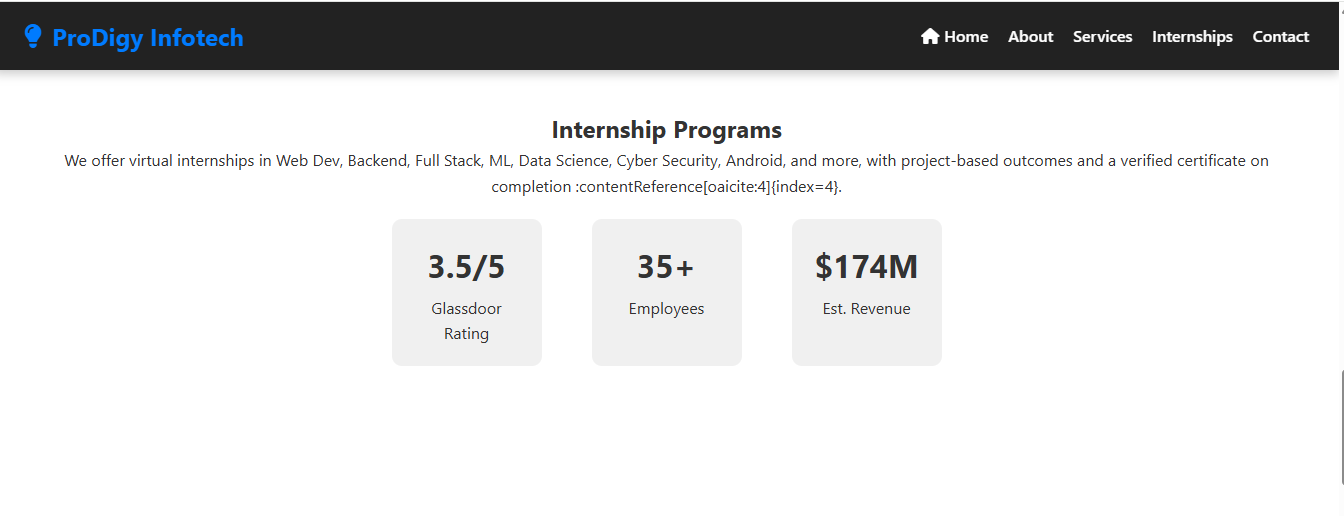 ProDigy Infotech
Home About Services Internships Contact
Internship Programs
We offer virtual internships in Web Dev, Backend, Full Stack, ML, Data Science, Cyber Security, Android, and more, with project-based outcomes and a verified certificate on
completion :contentReference[oaicite:4]{index=4}.
3.5/5
Glassdoor
Rating
35+
Employees
$174M
Est. Revenue